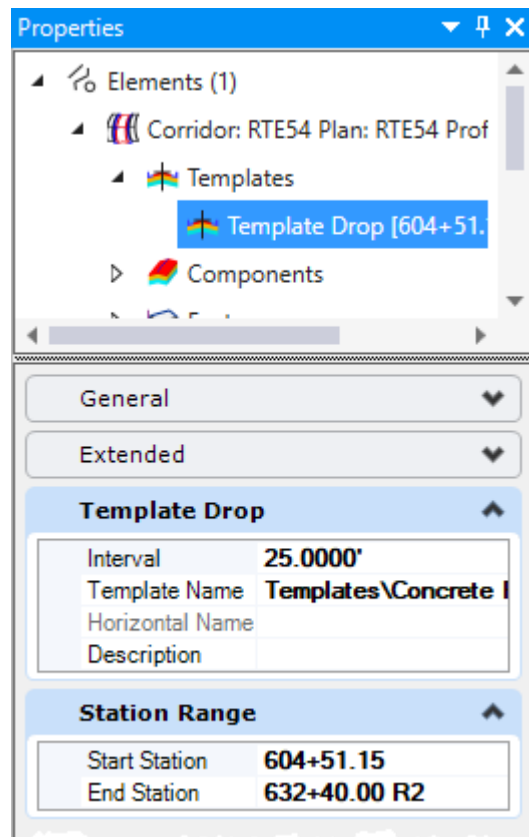 Properties
Elements (1)
Corridor: RTE54 Plan: RTE54 Prof
Templates
Template Drop [604+51.1
Components
General
Extended
Template Drop
Interval 25.0000'
Template Name Templates\Concrete
Horizontal Name
Description
Station Range
Start Station 604+51.15
End Station 632+40.00 R2